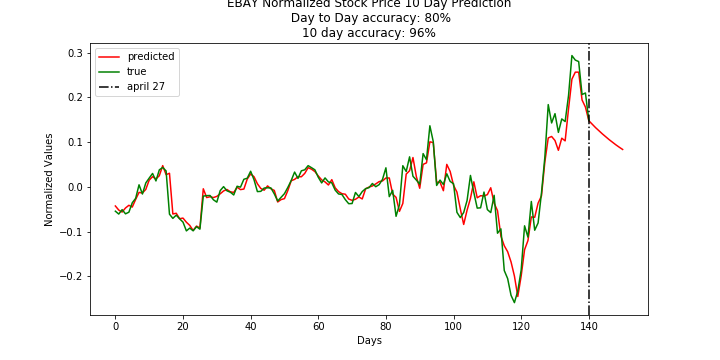 EBAY Normalized Stock Price 10 Day Prediction
Day to Day accuracy: 80%
10 day accuracy: 96%
predicted
true
april 27
Normalized Values
0.3
0.2
0.1
0.0
−0.1
−0.2
0 20 40 60 80 100 120 140
Days